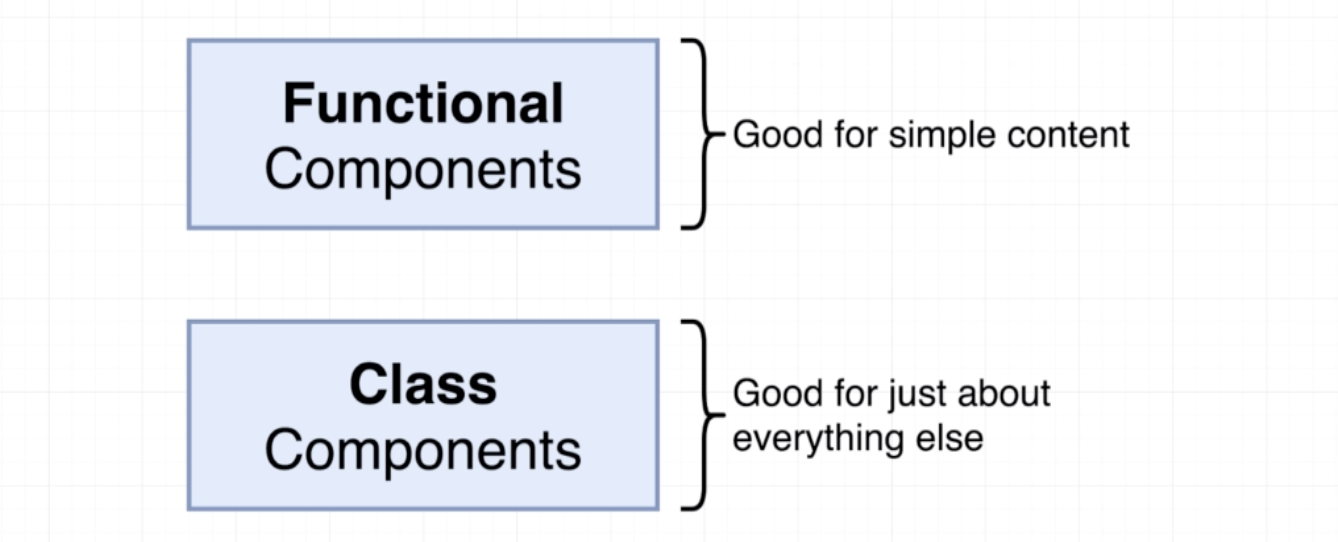 Functional
Components
Good for simple content
Class
Components
Good for just about
everything else